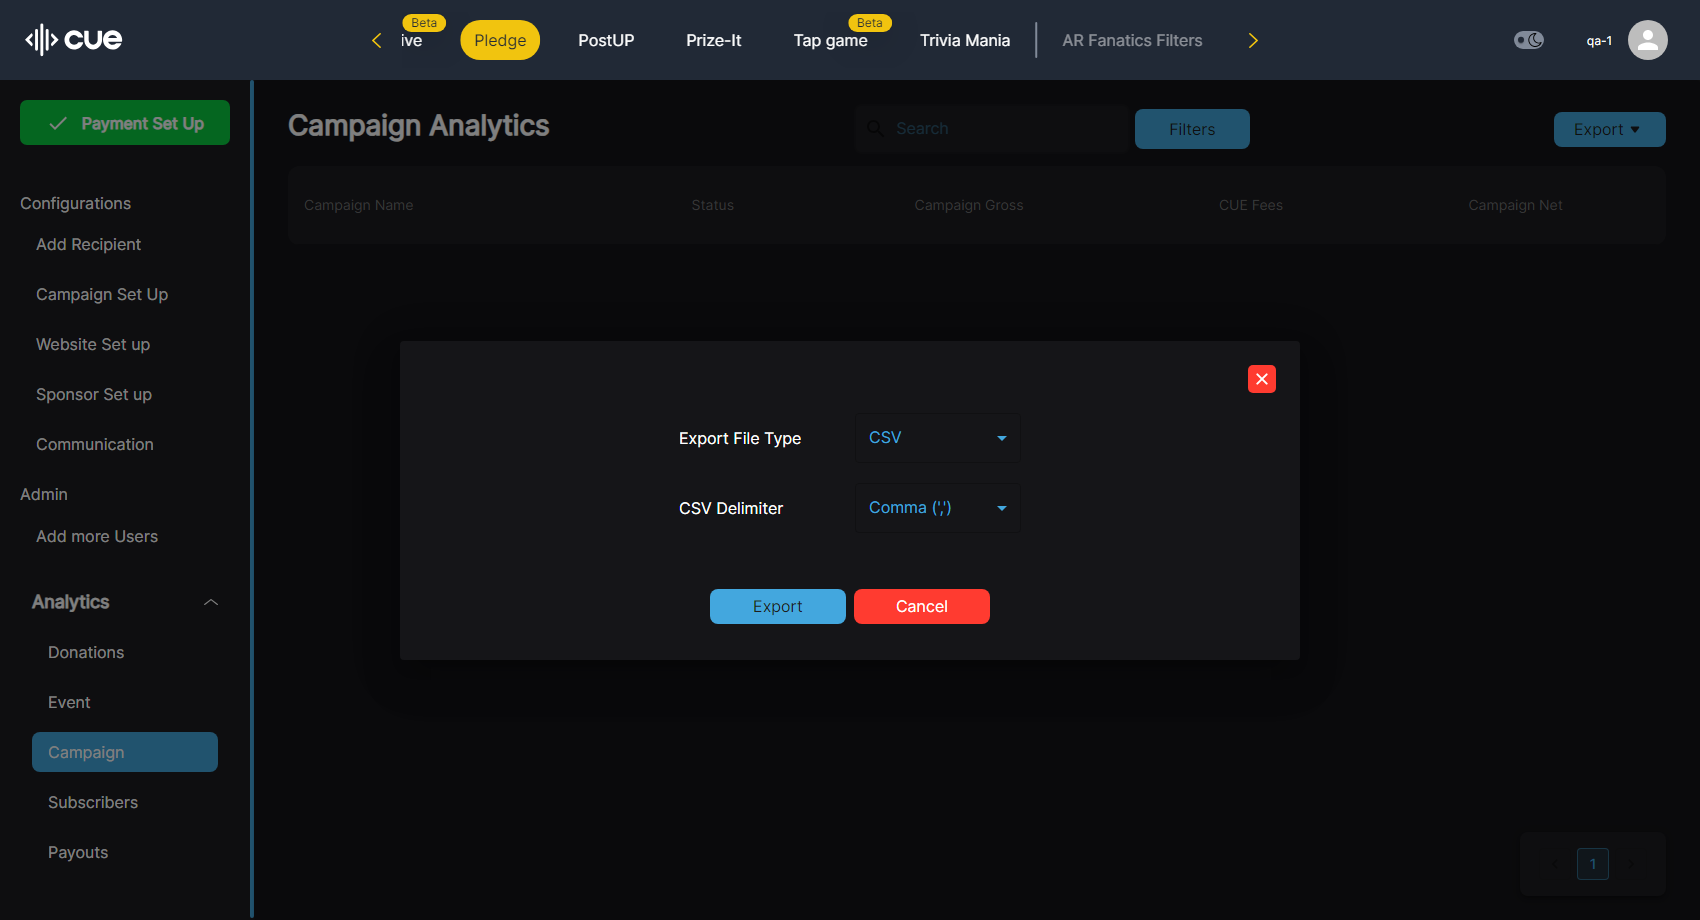 cue
Beta
ive
Pledge
PostUP
Prize-It
Beta
Tap game
Trivia Mania
AR Fanatics Filters
qa-1
Payment Set Up
Configurations
Add Recipient
Campaign Set Up
Website Set up
Sponsor Set up
Communication
Admin
Add more Users
Analytics
Donations
Event
Campaign
Subscribers
Payouts
Campaign Analytics
Search
Filters
Export
Campaign Name
Status
Campaign Gross
CUE Fees
Campaign Net
Export File Type
CSV
CSV Delimiter
Comma (',')
Export
Cancel
1